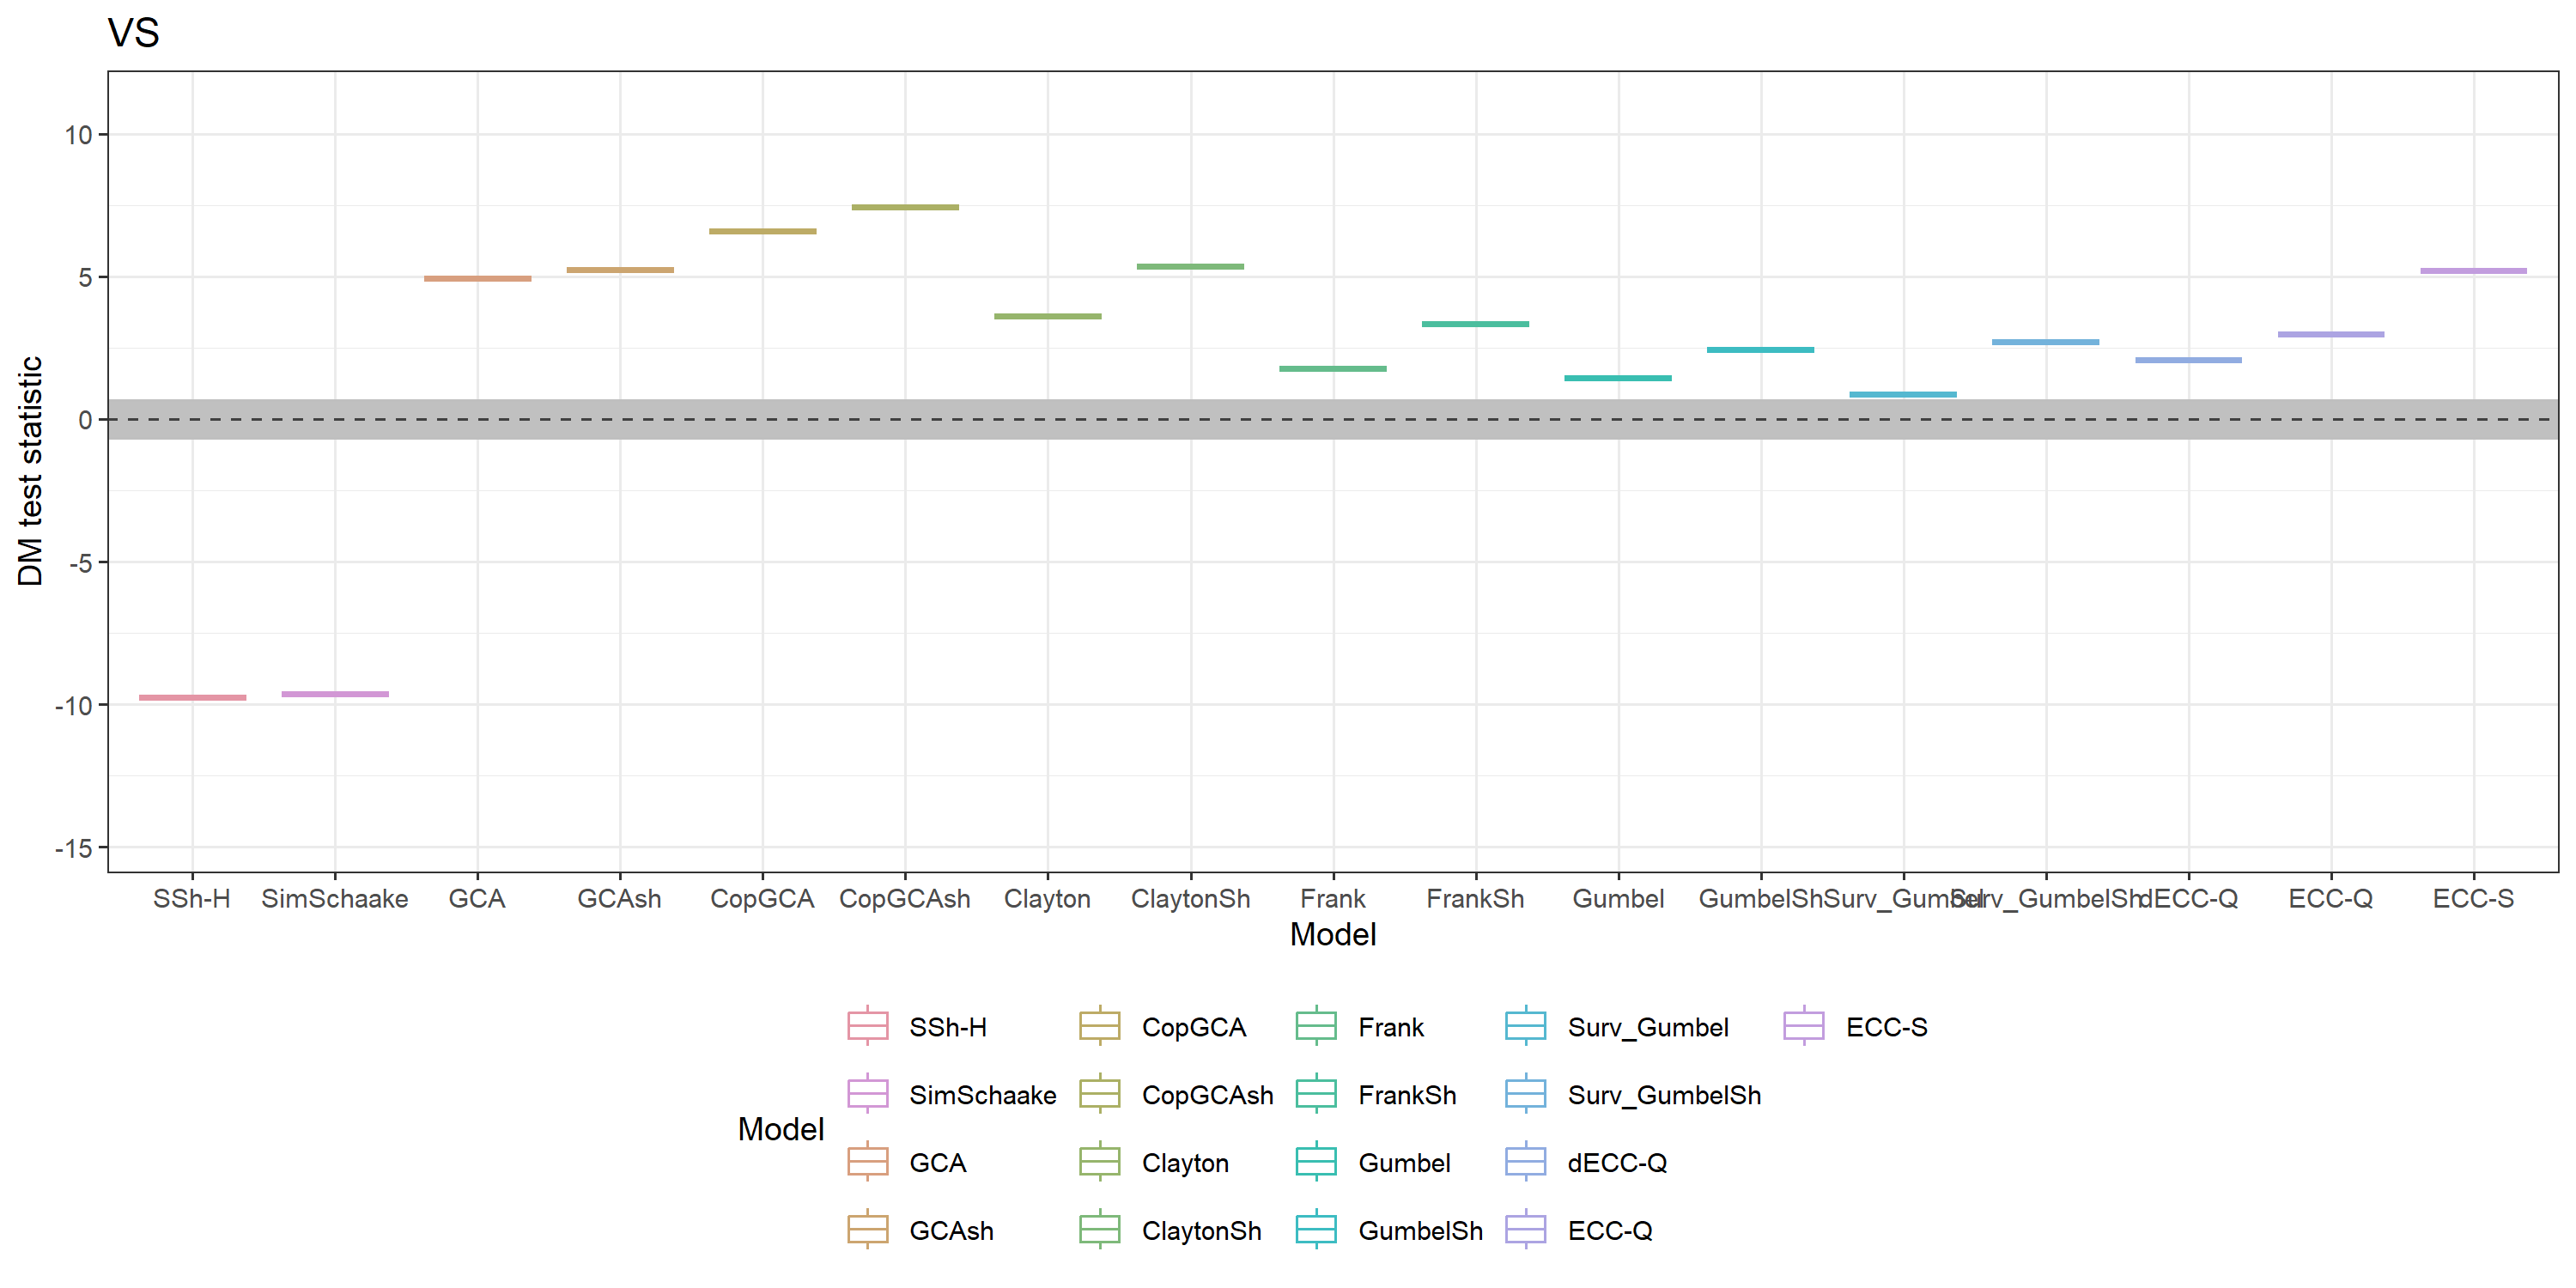 VS
DM test statistic
10
5
0
-5
-10
-15
SSh-H SimSchaake GCA GCAsh CopGCA CopGCAsh Clayton ClaytonSh Frank FrankSh Gumbel GumbelSh Surv_Gumbel Surv_GumbelSh dECC-Q ECC-Q ECC-S
Model
Model
SSh-H CopGCA Frank Surv_Gumbel ECC-S
SimSchaake CopGCAsh FrankSh Surv_GumbelSh
GCA Clayton Gumbel dECC-Q
GCAsh ClaytonSh GumbelSh ECC-Q